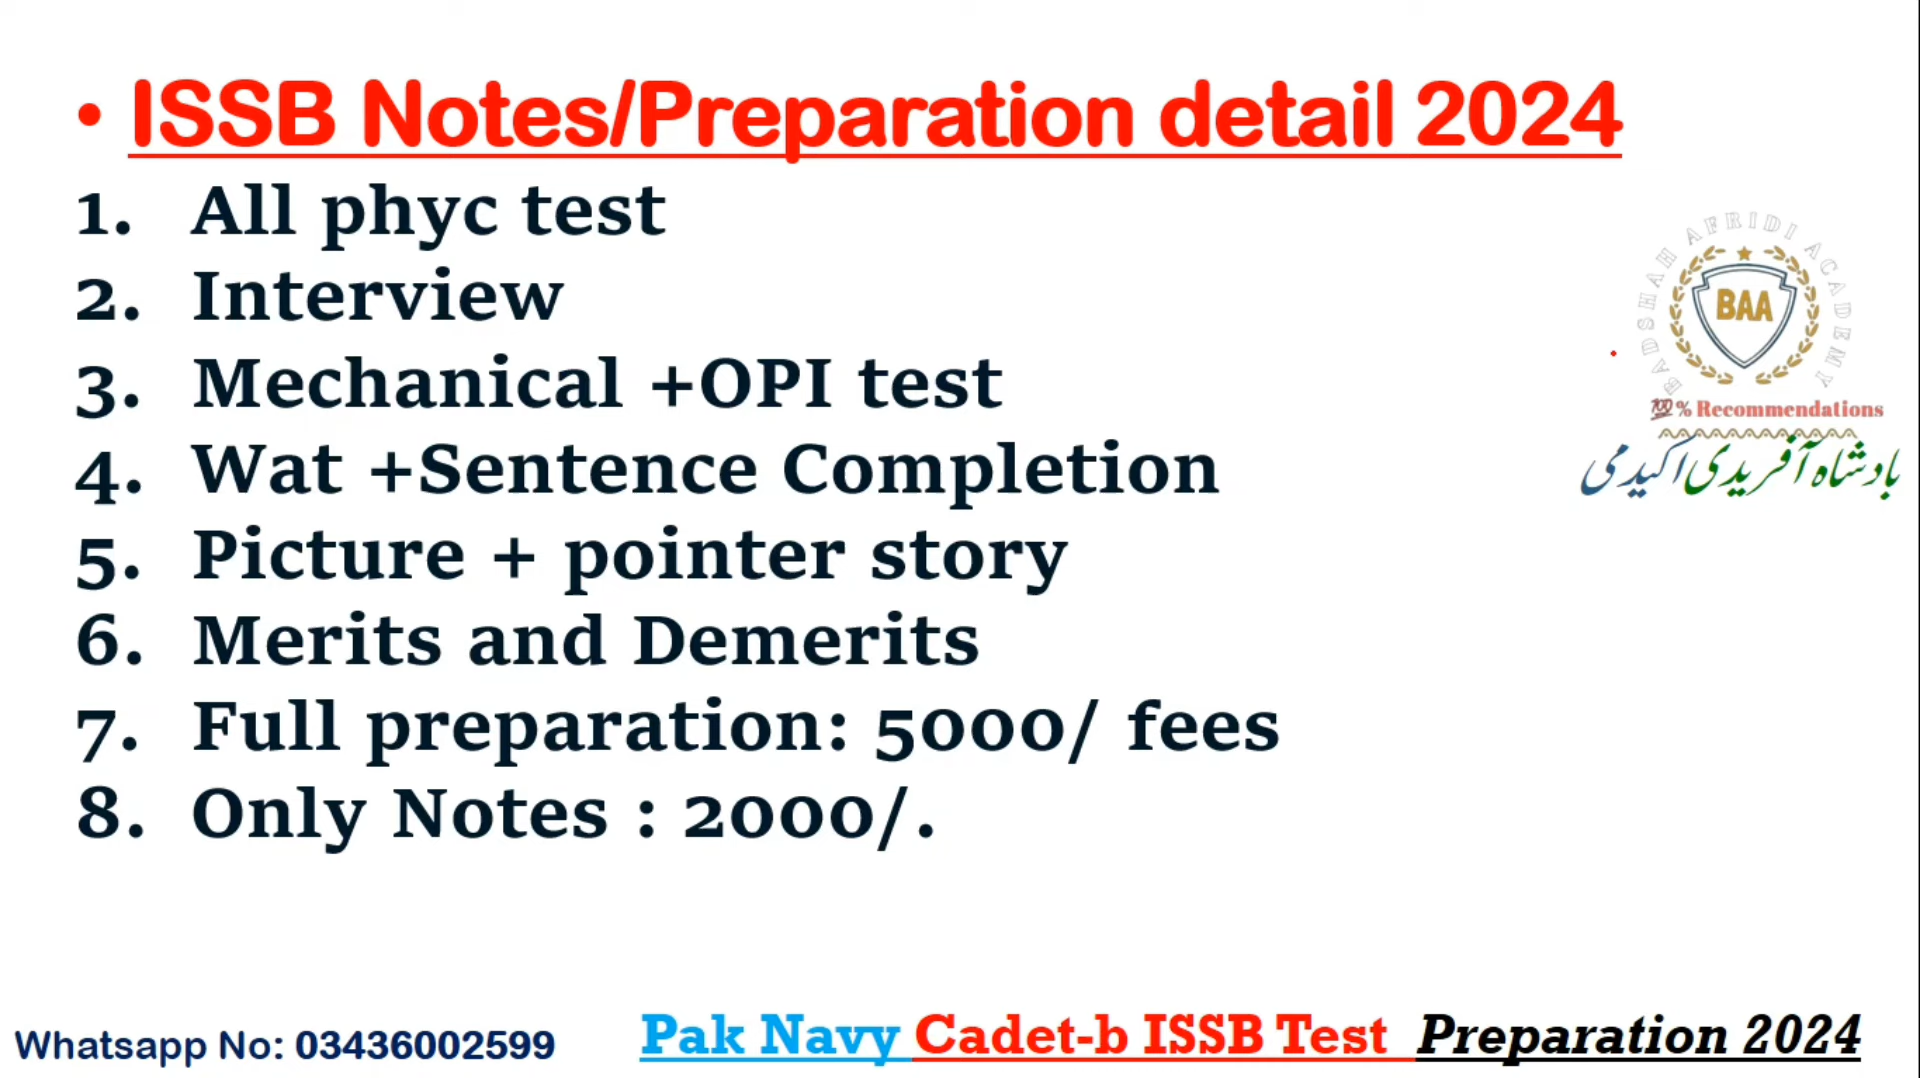 • ISSB Notes/Preparation detail 2024
1. All phyc test
2. Interview
3. Mechanical +OPI test
4. Wat +Sentence Completion
5. Picture + pointer story
6. Merits and Demerits
7. Full preparation: 5000/ fees
8. Only Notes : 2000/.
BADSHAH AFRIDI ACADEMY
BAA
💯% Recommendations
بادشاہ آفریدی اکیدمی
Whatsapp No: 03436002599
Pak Navy Cadet-b ISSB Test Preparation 2024